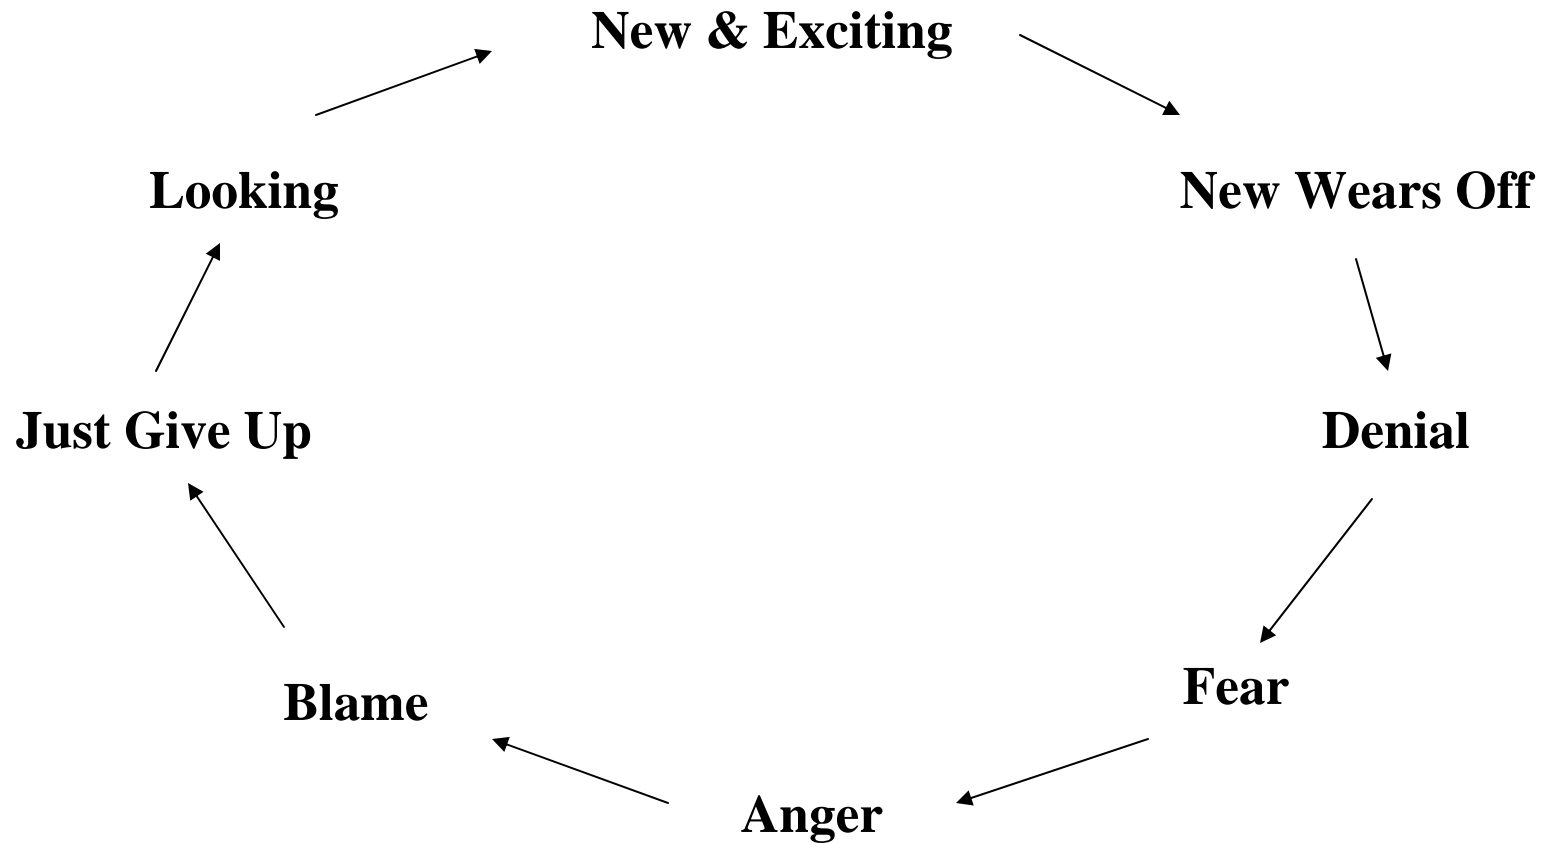 New & Exciting
New Wears Off
Denial
Fear
Anger
Blame
Just Give Up
Looking